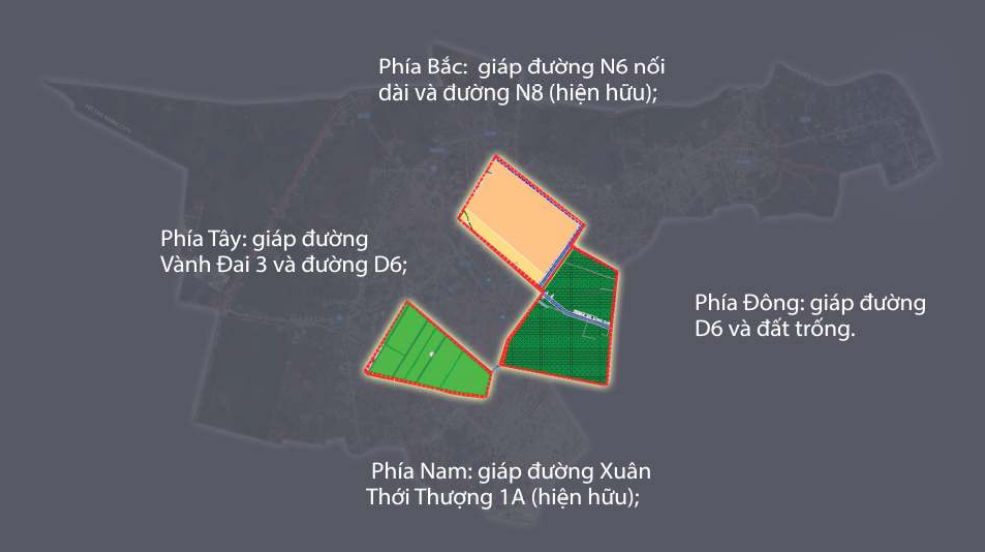 Phía Bắc: giáp đường N6 nối
dài và đường N8 (hiện hữu);
Phía Tây: giáp đường
Vành Đai 3 và đường D6;
Phía Đông: giáp đường
D6 và đất trống.
Phía Nam: giáp đường Xuân
Thới Thượng 1A (hiện hữu);